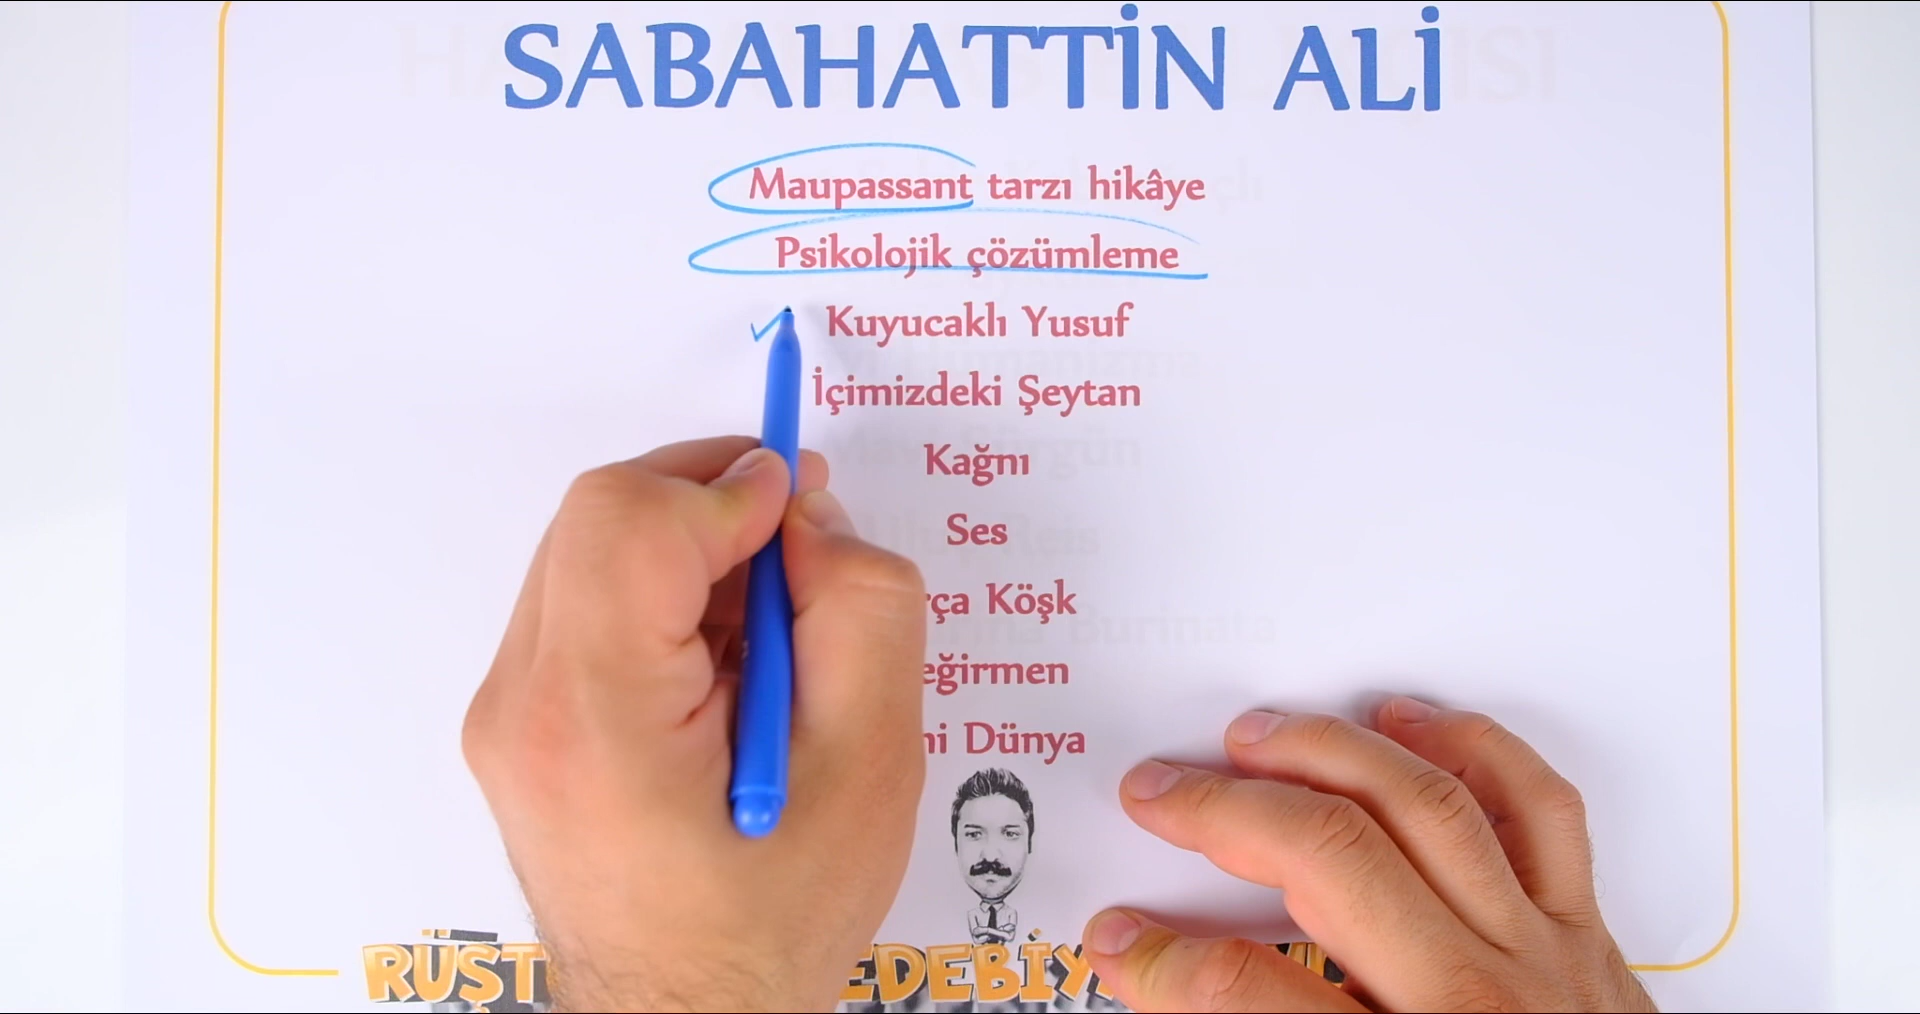 SABAHATTİN ALİ
Maupassant tarzı hikâye
Psikolojik çözümleme
Kuyucaklı Yusuf
İçimizdeki Şeytan
Kağnı
Ses
Köşk
Dünya